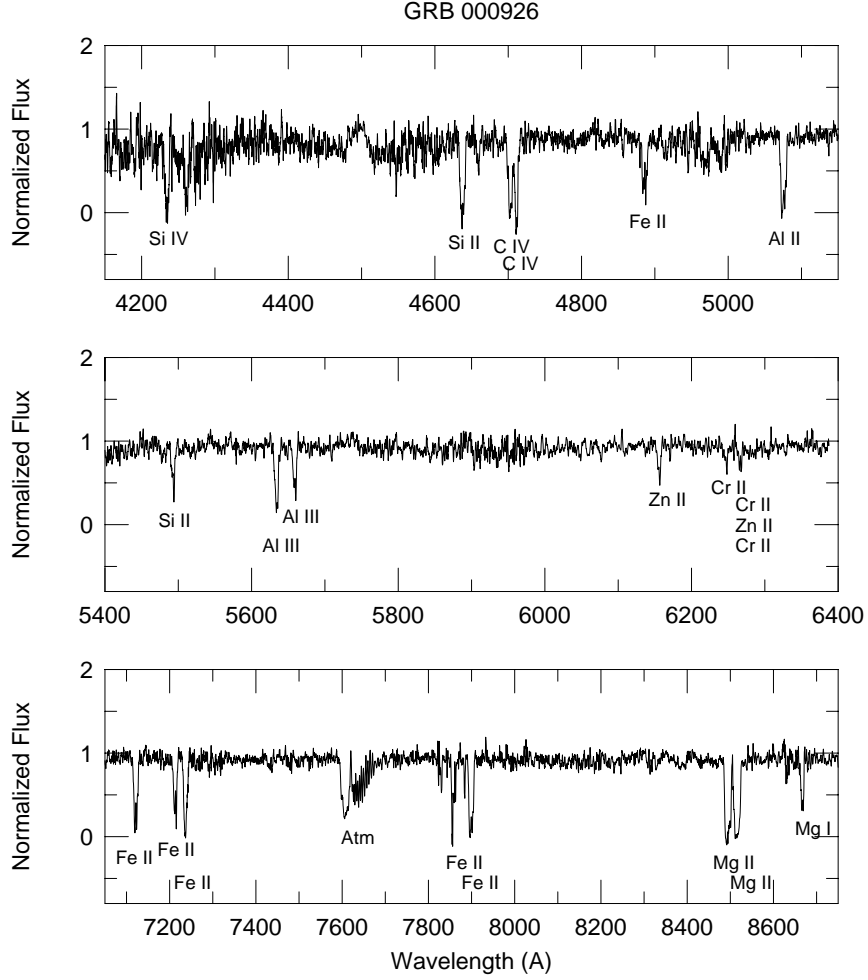 GRB 000926
Normalized Flux
2
1
0
Si IV
Si II
C IV
C IV
Fe II
Al II
4200 4400 4600 4800 5000
Normalized Flux
2
1
0
Si II
Al III
Al III
Zn II
Cr II
Cr II
Zn II
Cr II
5400 5600 5800 6000 6200 6400
Normalized Flux
2
1
0
Fe II
Fe II
Fe II
Atm
Fe II
Fe II
Mg II
Mg II
Mg I
7200 7400 7600 7800 8000 8200 8400 8600
Wavelength (A)